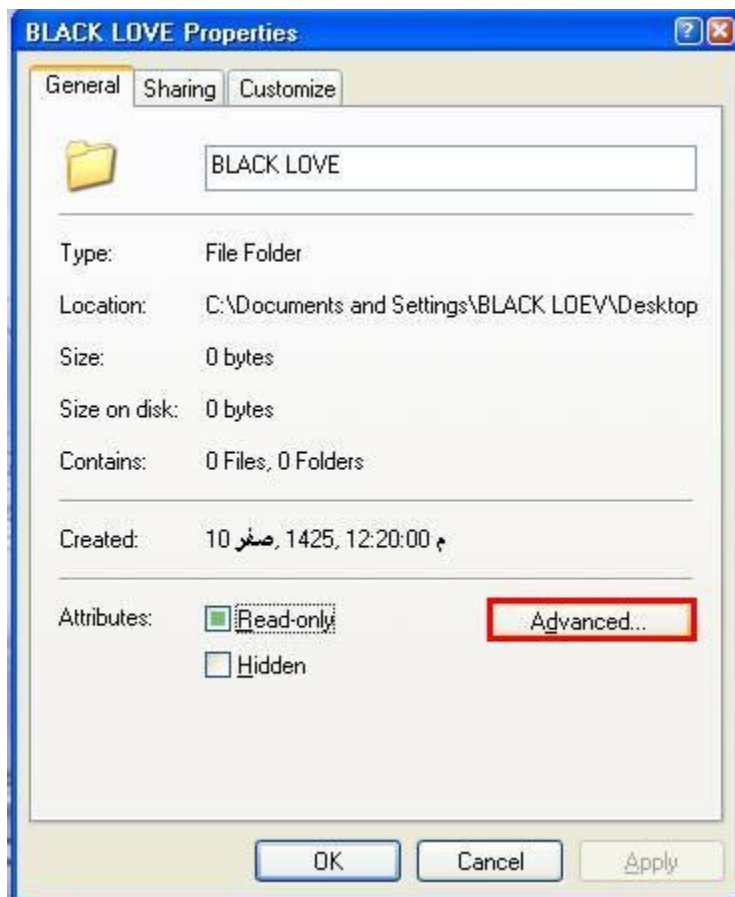 BLACK LOVE Properties
General Sharing Customize
BLACK LOVE
Type: File Folder
Location: C:\Documents and Settings\BLACK LOEV\Desktop
Size: 0 bytes
Size on disk: 0 bytes
Contains: 0 Files, 0 Folders
Created: 10 صفر, 1425, 12:20:00 م
Attributes: Read-only Advanced...
Hidden
OK Cancel Apply